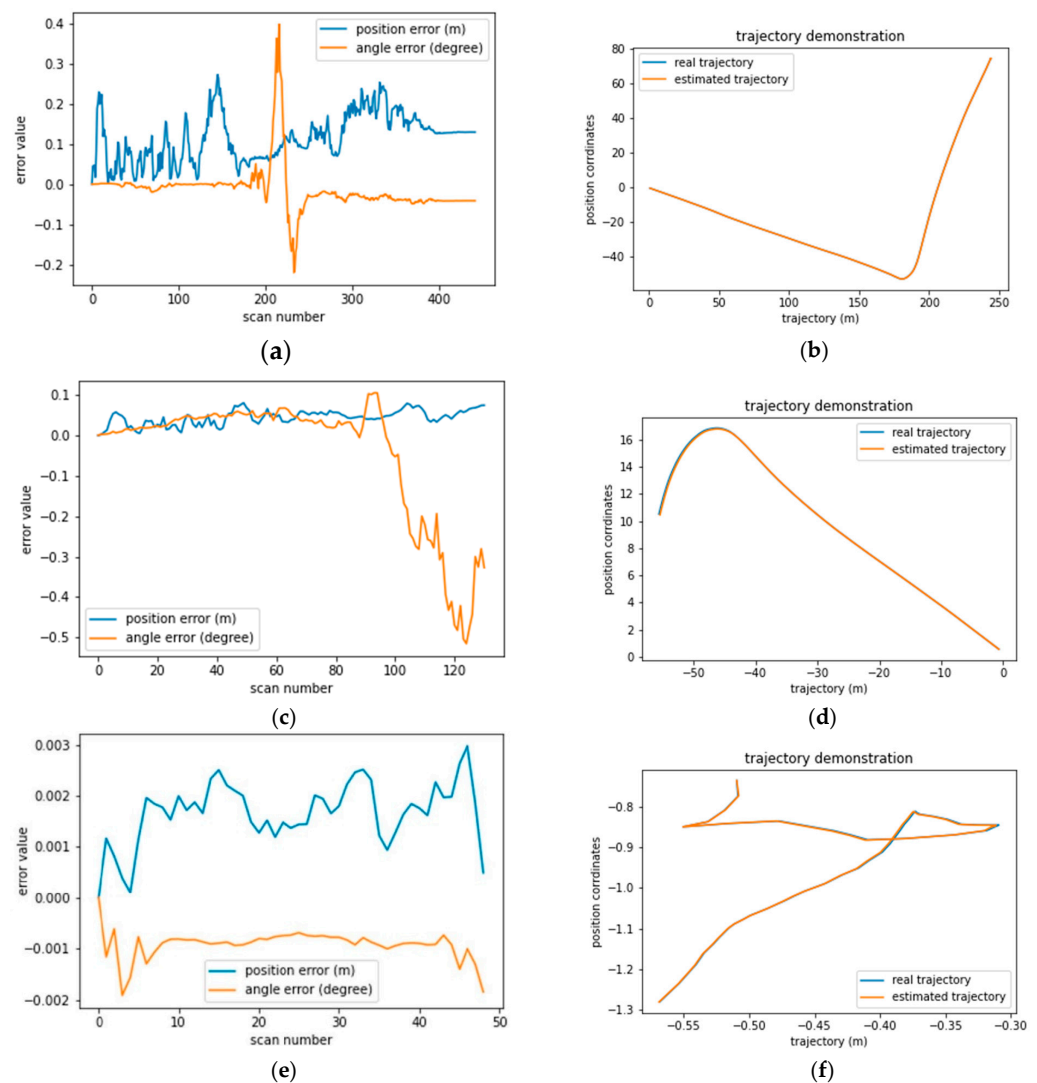 position error (m)
angle error (degree)
0.4
0.3
0.2
0.1
0.0
−0.1
−0.2
error value
0
100
200
300
400
scan number
(a)
trajectory demonstration
real trajectory
estimated trajectory
80
60
40
20
0
−20
−40
position corrdinates
0
50
100
150
200
250
trajectory (m)
(b)
0.1
0.0
−0.1
−0.2
−0.3
−0.4
−0.5
error value
position error (m)
angle error (degree)
0
20
40
60
80
100
120
scan number
(c)
trajectory demonstration
real trajectory
estimated trajectory
16
14
12
10
8
6
4
2
0
position corrdinates
−50
−40
−30
−20
−10
0
trajectory (m)
(d)
0.003
0.002
0.001
0.000
−0.001
−0.002
error value
position error (m)
angle error (degree)
0
10
20
30
40
50
scan number
(e)
trajectory demonstration
−0.8
−0.9
−1.0
−1.1
−1.2
−1.3
position corrdinates
real trajectory
estimated trajectory
−0.55
−0.50
−0.45
−0.40
−0.35
−0.30
trajectory (m)
(f)